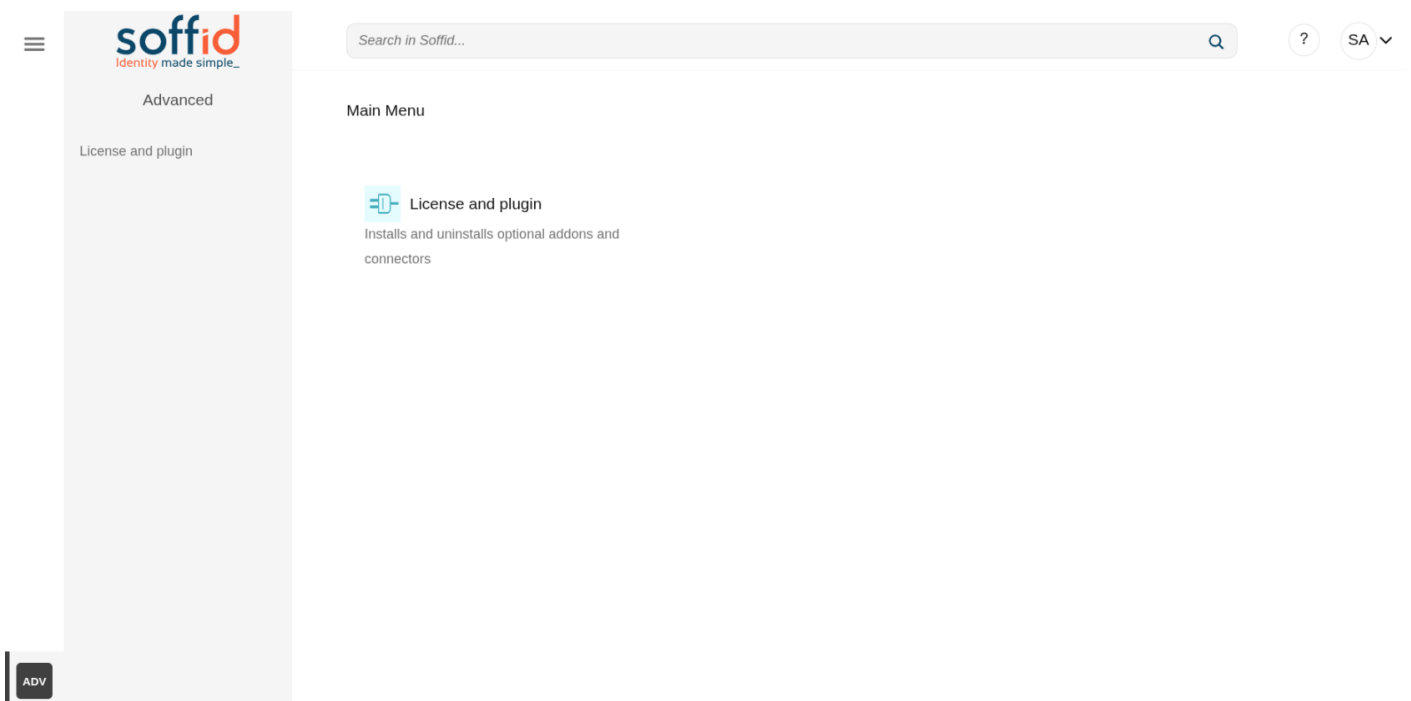 soffid
Identity made simple_
Advanced
License and plugin
ADV
Search in Soffid...
?
SA
Main Menu
License and plugin
Installs and uninstalls optional addons and
connectors